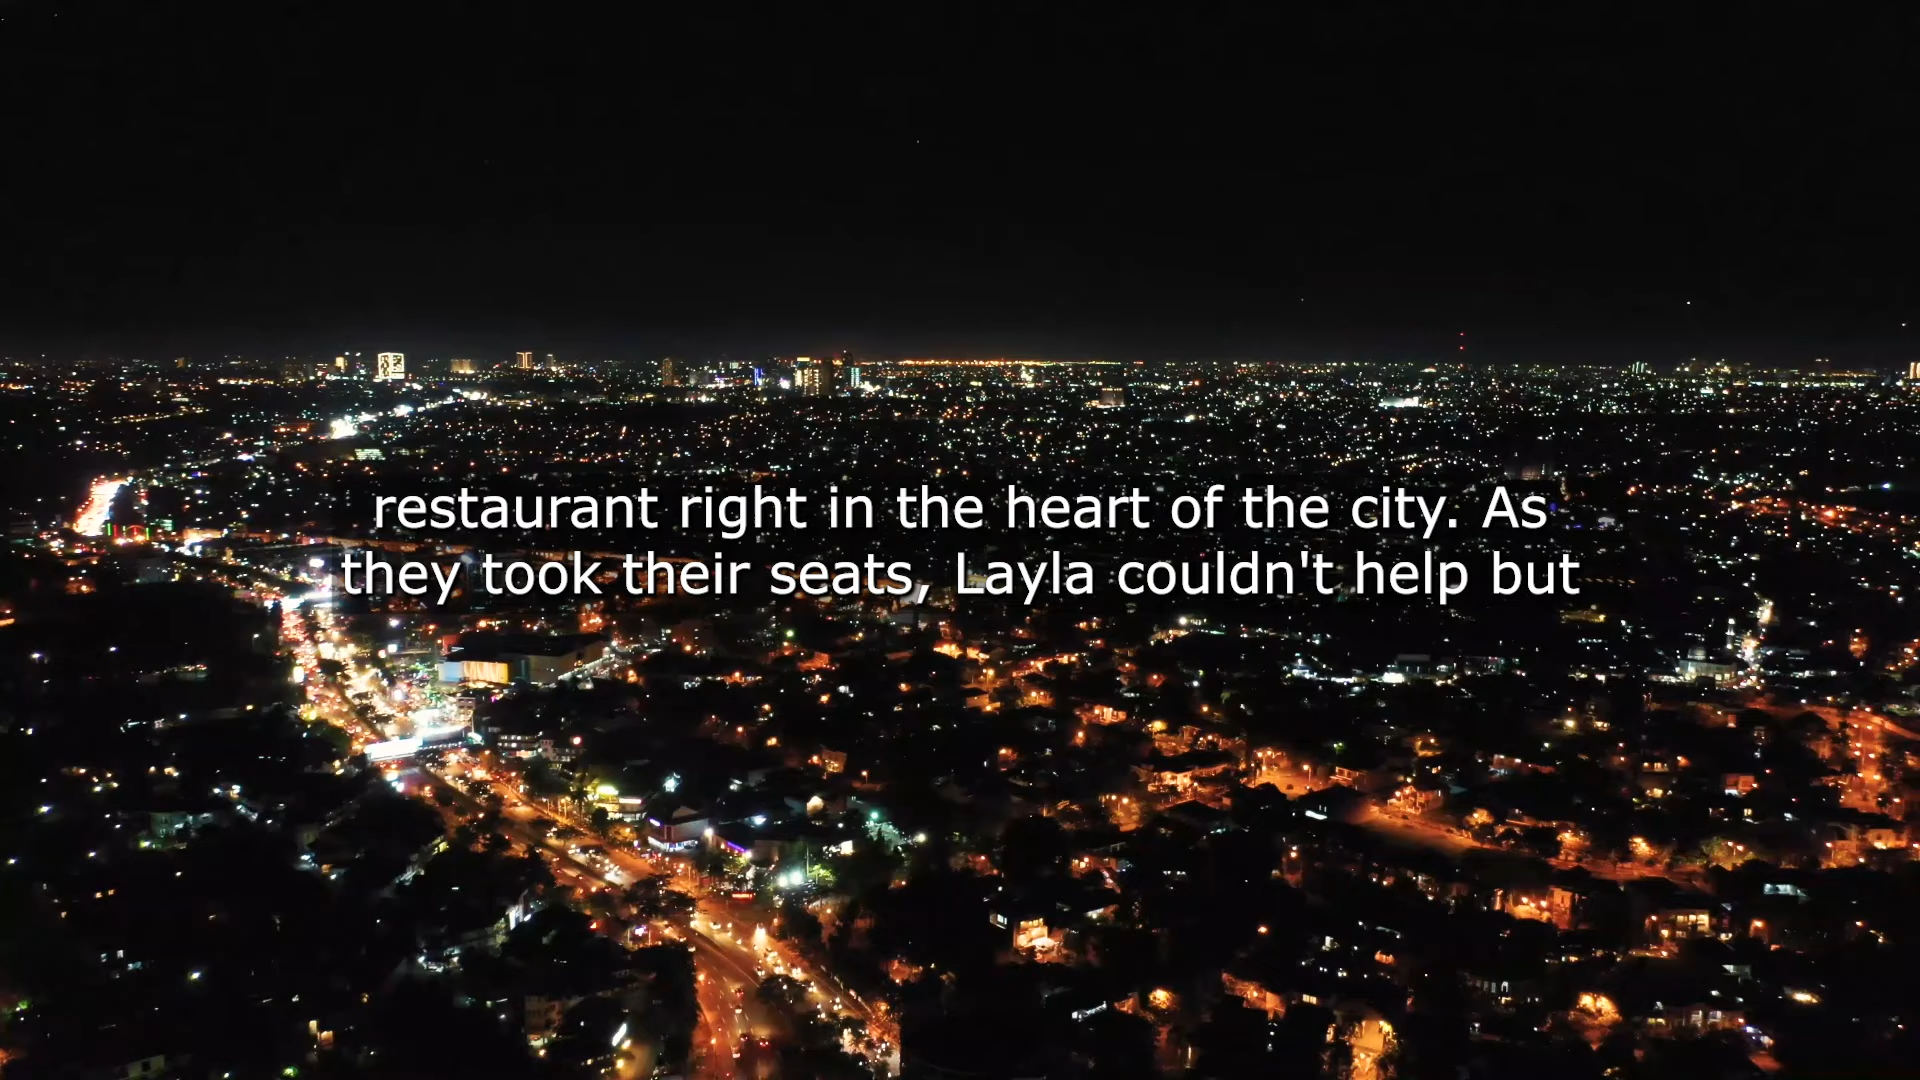 restaurant right in the heart of the city. As
they took their seats, Layla couldn't help but